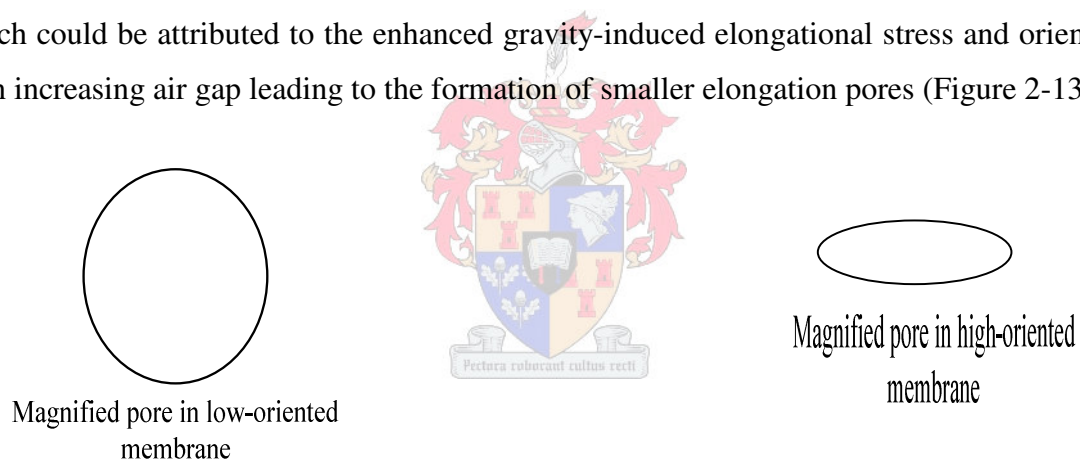 ch could be attributed to the enhanced gravity-induced elongational stress and orien
increasing air gap leading to the formation of smaller elongation pores (Figure 2-13
Pectora roborant cultus recti
Magnified pore in high-oriented
membrane
Magnified pore in low-oriented
membrane